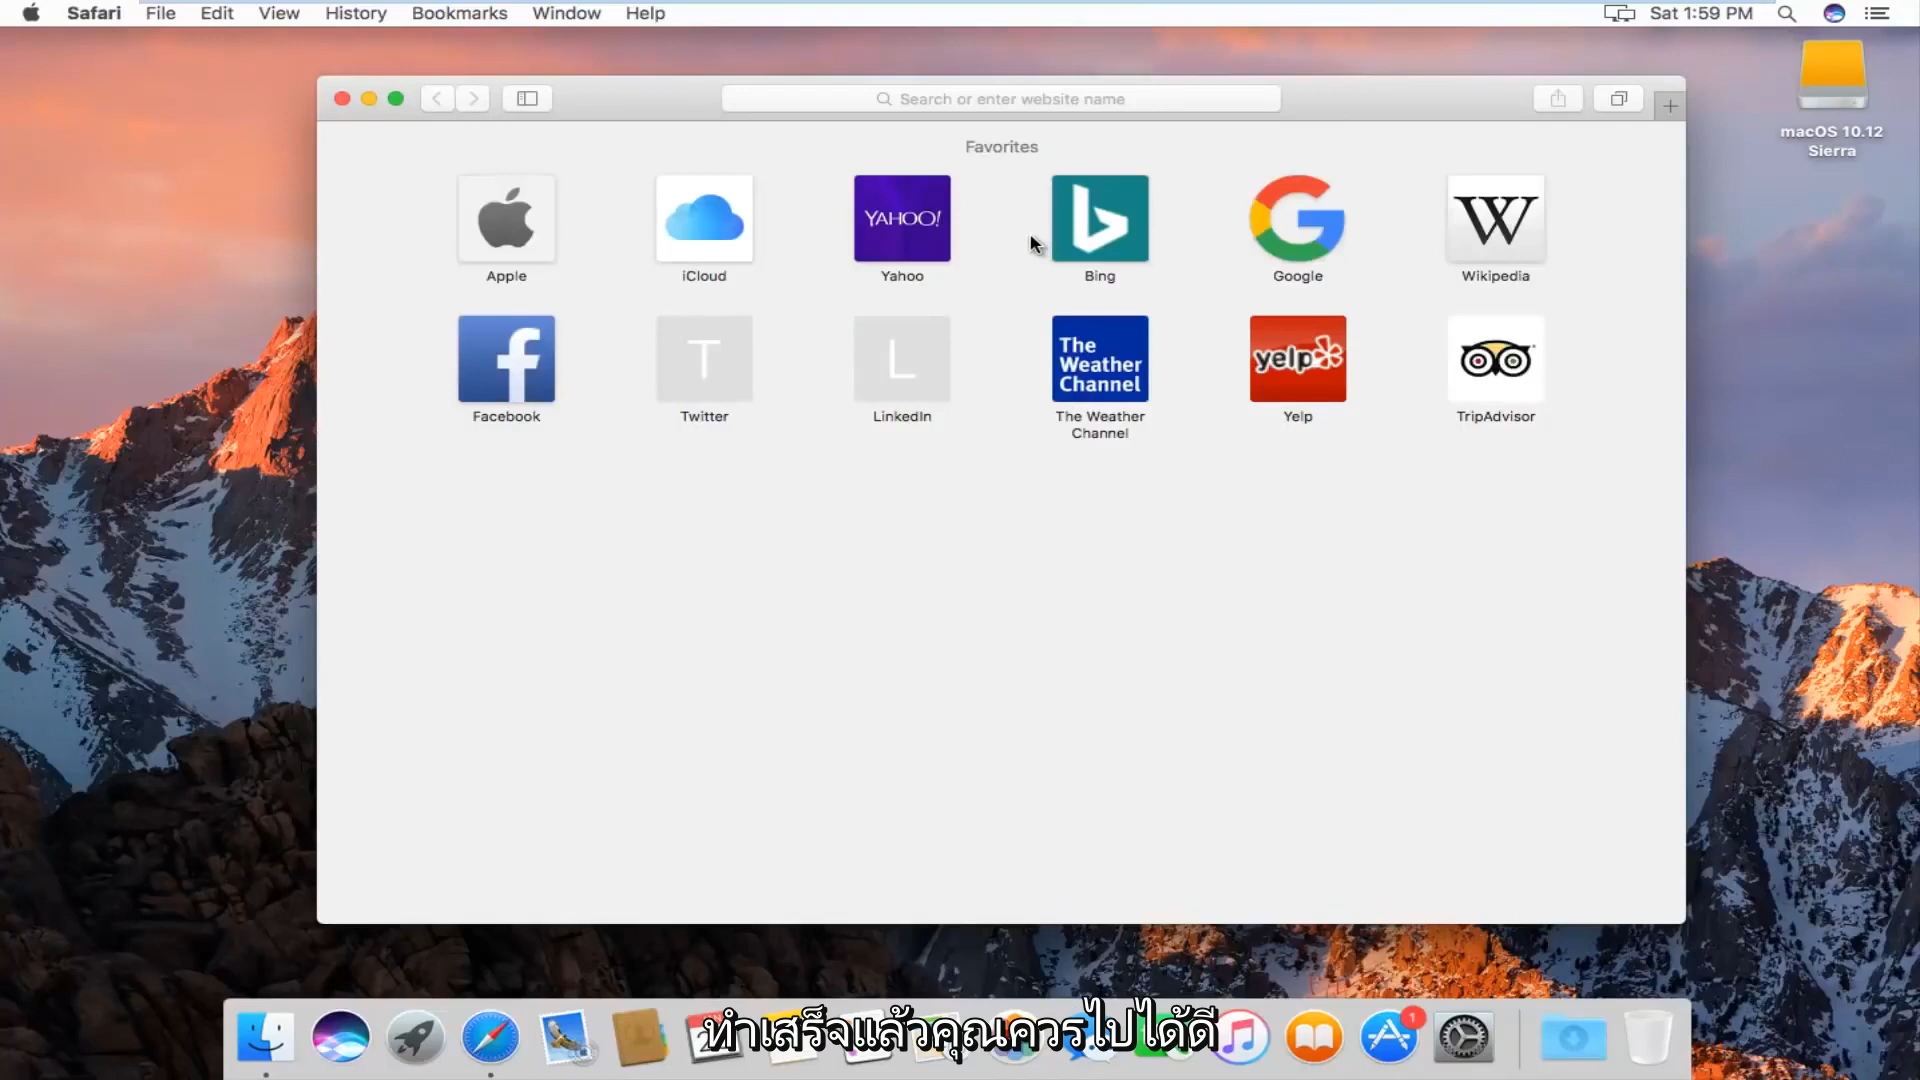 Safari File Edit View History Bookmarks Window Help Sat 1:59 PM
Search or enter website name
macOS 10.12
Sierra
Favorites
YAHOO!
W
Apple iCloud Yahoo Bing Google Wikipedia
f T L The
Weather
Channel yelp
Facebook Twitter LinkedIn The Weather
Channel Yelp TripAdvisor
1
ทำเสร็จแล้วคุณควรไปได้ดี